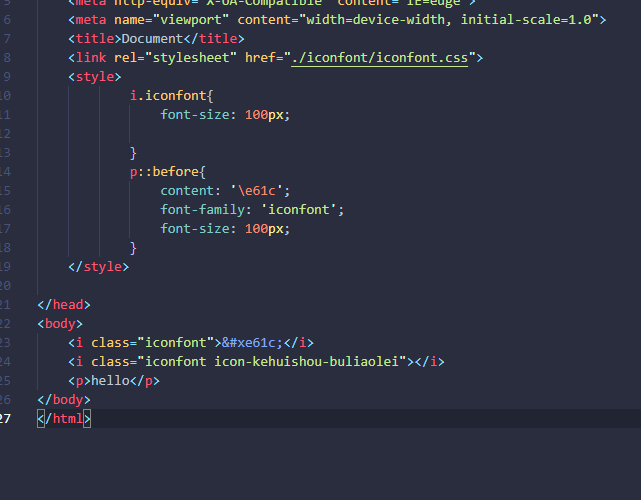 5 <meta http-equiv="X-UA-Compatible" content="IE=edge">
6 <meta name="viewport" content="width=device-width, initial-scale=1.0">
7 <title>Document</title>
8 <link rel="stylesheet" href="./iconfont/iconfont.css">
9 <style>
10 i.iconfont{
11 font-size: 100px;
12
13 }
14 p::before{
15 content: '\e61c';
16 font-family: 'iconfont';
17 font-size: 100px;
18 }
19 </style>
20
21 </head>
22 <body>
23 <i class="iconfont">&#xe61c;</i>
24 <i class="iconfont icon-kehuishou-buliaolei"></i>
25 <p>hello</p>
26 </body>
27 </html>